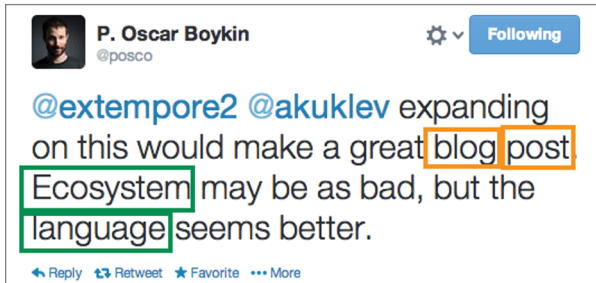 P. Oscar Boykin
@posco
Following
@extempore2 @akuklev expanding
on this would make a great blog post.
Ecosystem may be as bad, but the
language seems better.
Reply Retweet Favorite More